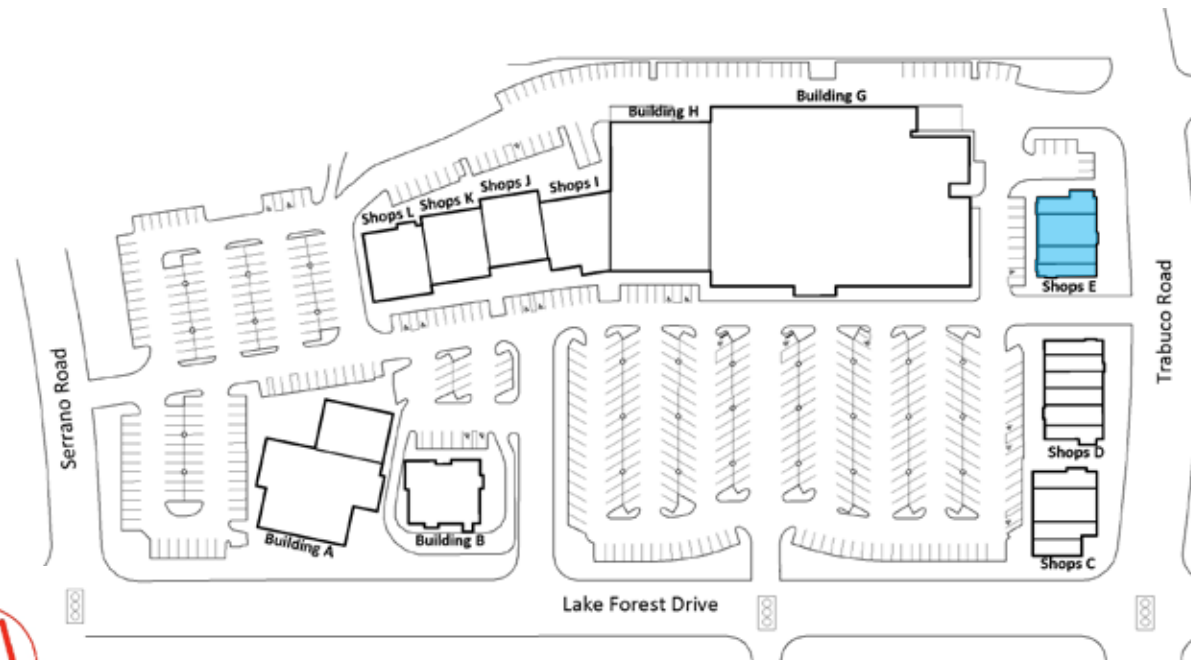 Building G
Building H
Shops J
Shops I
Shops K
Shops L
Shops E
Trabuco Road
Serrano Road
Shops D
Building A
Building B
Shops C
Lake Forest Drive